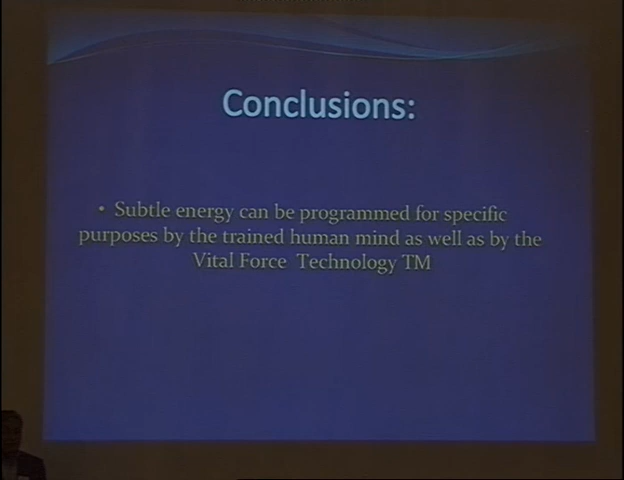 Conclusions:
• Subtle energy can be programmed for specific
purposes by the trained human mind as well as by the
Vital Force Technology TM